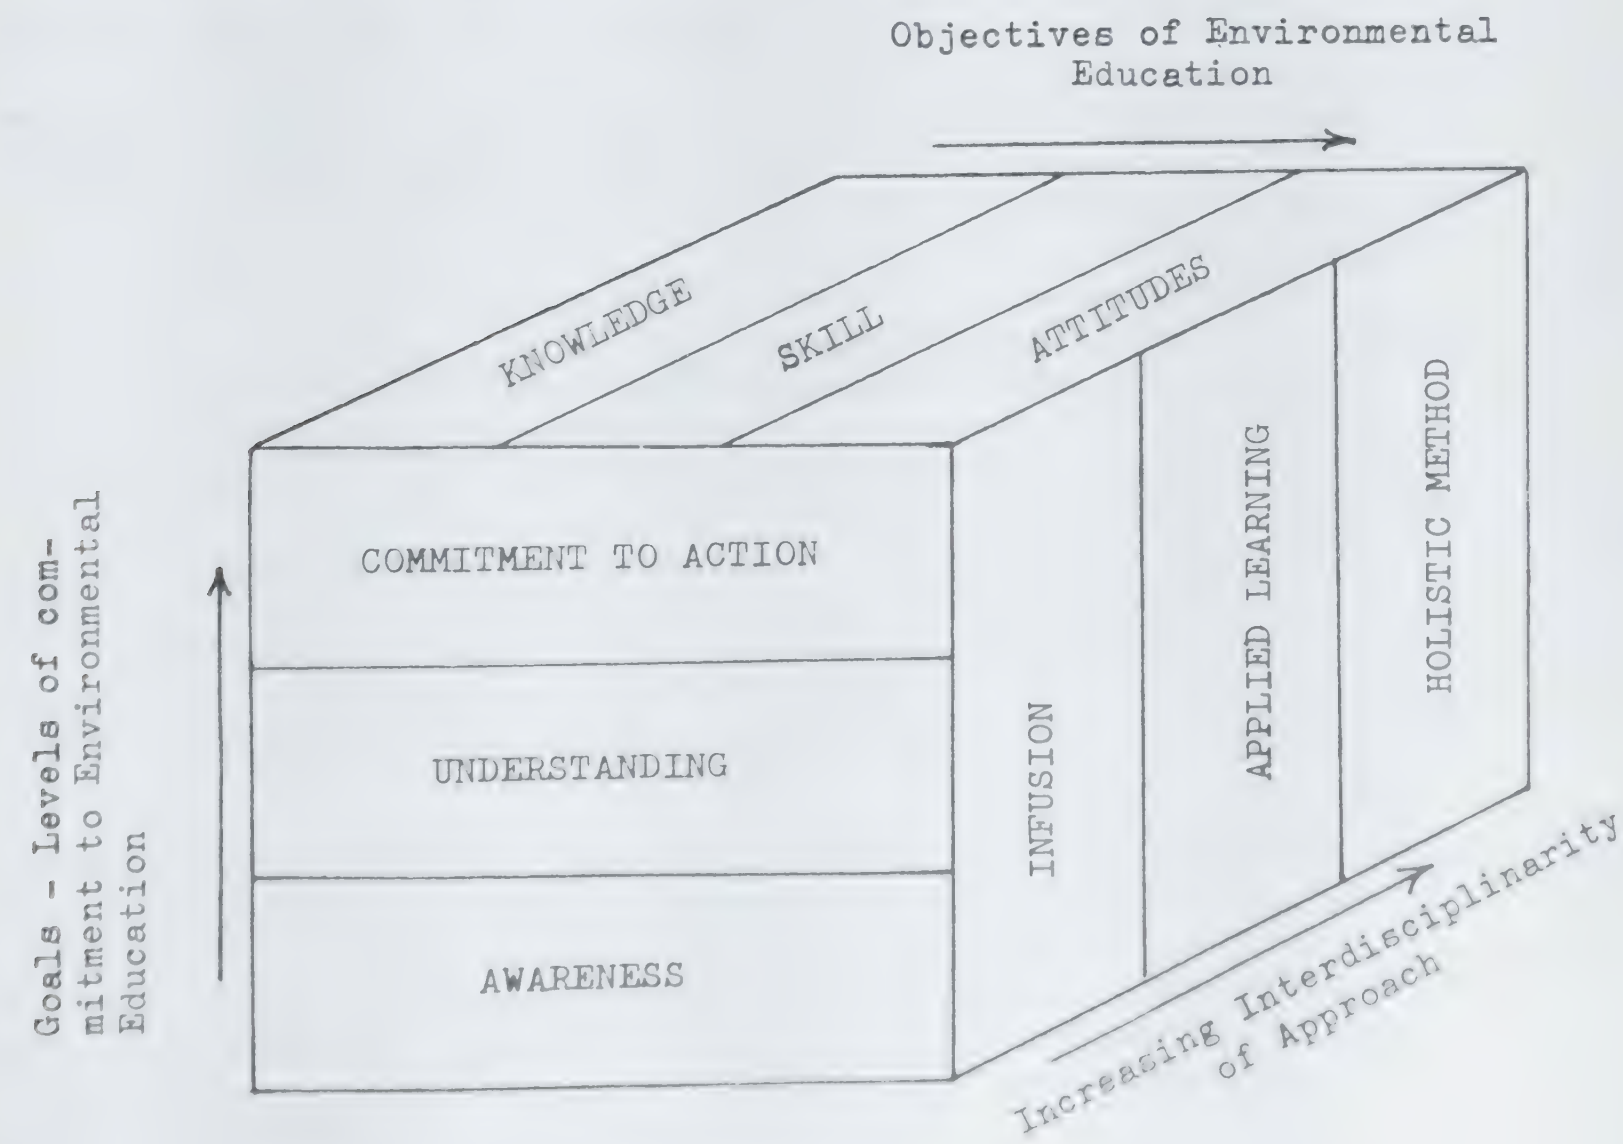 Objectives of Environmental
Education
KNOWLEDGE
SKILL
ATTITUDES
COMMITMENT TO ACTION
UNDERSTANDING
AWARENESS
INFUSION
APPLIED LEARNING
HOLISTIC METHOD
Goals - Levels of com-
mitment to Environmental
Education
Increasing Interdisciplinarity
of Approach